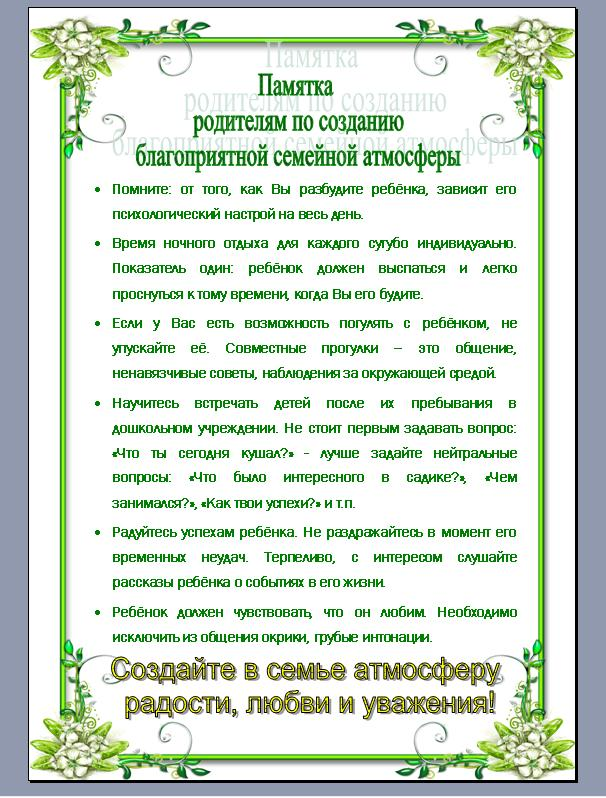 Памятка
родителям по созданию
благоприятной семейной атмосферы
• Помните: от того, как Вы разбудите ребёнка, зависит его
психологический настрой на весь день.
• Время ночного отдыха для каждого сугубо индивидуально.
Показатель один: ребёнок должен выспаться и легко
проснуться к тому времени, когда Вы его будите.
• Если у Вас есть возможность погулять с ребёнком, не
упускайте её. Совместные прогулки – это общение,
ненавязчивые советы, наблюдения за окружающей средой.
• Научитесь встречать детей после их пребывания в
дошкольном учреждении. Не стоит первым задавать вопрос:
«Что ты сегодня кушал?» - лучше задайте нейтральные
вопросы: «Что было интересного в садике?», «Чем
занимался?», «Как твои успехи?» и т.п.
• Радуйтесь успехам ребёнка. Не раздражайтесь в момент его
временных неудач. Терпеливо, с интересом слушайте
рассказы ребёнка о событиях в его жизни.
• Ребёнок должен чувствовать, что он любим. Необходимо
исключить из общения окрики, грубые интонации.
Создайте в семье атмосферу
радости, любви и уважения!